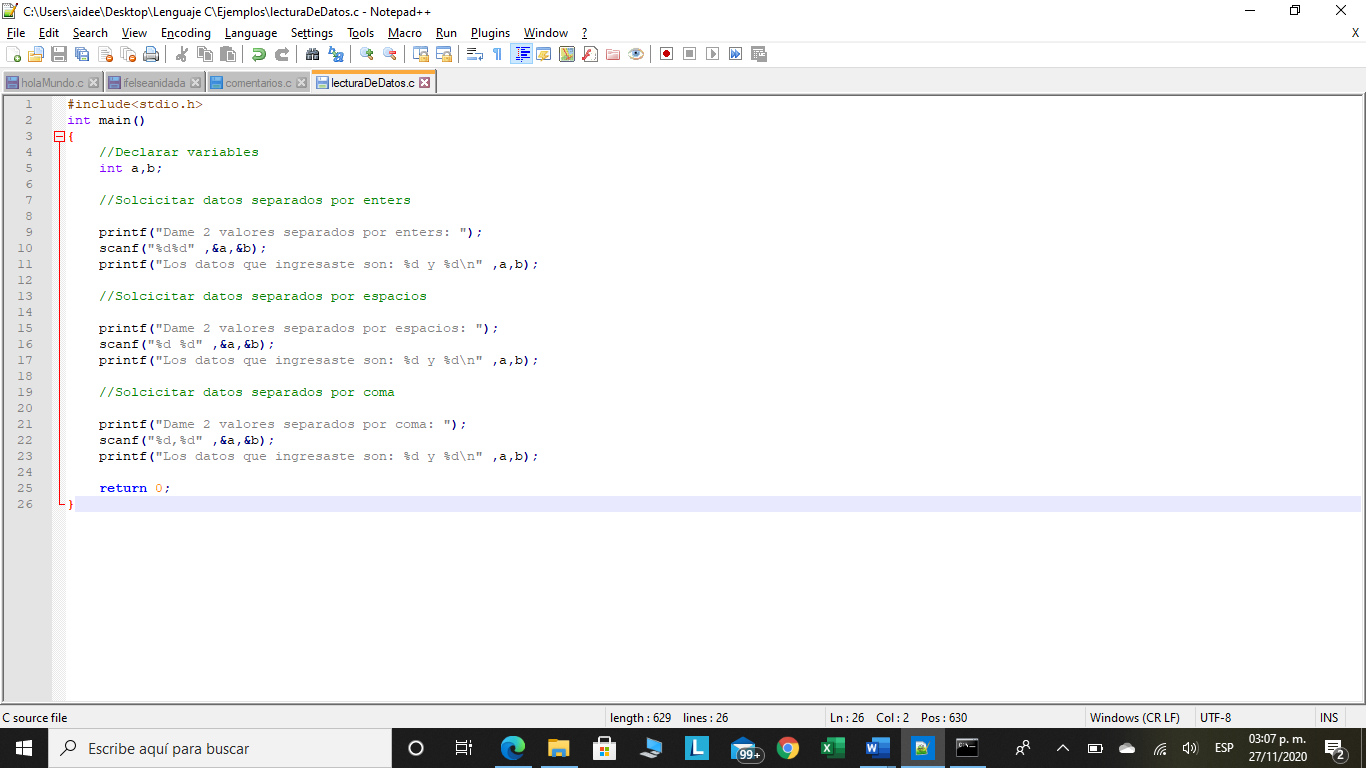 C:\Users\aidee\Desktop\Lenguaje C\Ejemplos\lecturaDeDatos.c - Notepad++
File Edit Search View Encoding Language Settings Tools Macro Run Plugins Window ? X
holaMundo.c ifelseanidada comentarios.c lecturaDeDatos.c
1 #include<stdio.h>
2 int main()
3 {
4 //Declarar variables
5 int a,b;
6
7 //Solcicitar datos separados por enters
8
9 printf("Dame 2 valores separados por enters: ");
10 scanf("%d%d" ,&a,&b);
11 printf("Los datos que ingresaste son: %d y %d\n" ,a,b);
12
13 //Solcicitar datos separados por espacios
14
15 printf("Dame 2 valores separados por espacios: ");
16 scanf("%d %d" ,&a,&b);
17 printf("Los datos que ingresaste son: %d y %d\n" ,a,b);
18
19 //Solcicitar datos separados por coma
20
21 printf("Dame 2 valores separados por coma: ");
22 scanf("%d,%d" ,&a,&b);
23 printf("Los datos que ingresaste son: %d y %d\n" ,a,b);
24
25 return 0;
26 }
C source file length : 629 lines : 26 Ln : 26 Col : 2 Pos : 630 Windows (CR LF) UTF-8 INS
Escribe aquí para buscar L 99+ ESP 03:07 p. m.
27/11/2020 2